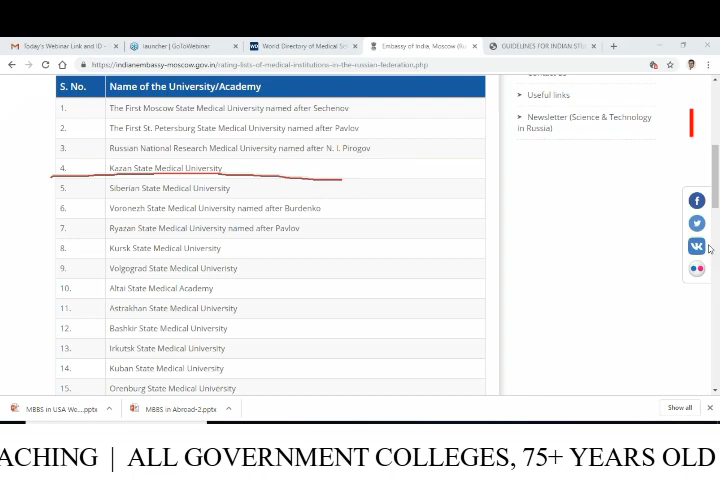 Today's Webinar Link and ID -
launcher | GoToWebinar
World Directory of Medical Sch
Embassy of India, Moscow (Ru
GUIDELINES FOR INDIAN STU
https://indianembassy-moscow.gov.in/rating-lists-of-medical-institutions-in-the-russian-federation.php
S. No. Name of the University/Academy
1. The First Moscow State Medical University named after Sechenov
2. The First St. Petersburg State Medical University named after Pavlov
3. Russian National Research Medical University named after N. I. Pirogov
4. Kazan State Medical University
5. Siberian State Medical University
6. Voronezh State Medical University named after Burdenko
7. Ryazan State Medical University named after Pavlov
8. Kursk State Medical University
9. Volgograd State Medical Univeristy
10. Altai State Medical Academy
11. Astrakhan State Medical University
12. Bashkir State Medical University
13. Irkutsk State Medical University
14. Kuban State Medical University
15. Orenburg State Medical University
Useful links
Newsletter (Science & Technology
in Russia)
MBBS in USA We....pptx
MBBS in Abroad-2.pptx
Show all
ACHING | ALL GOVERNMENT COLLEGES, 75+ YEARS OLD